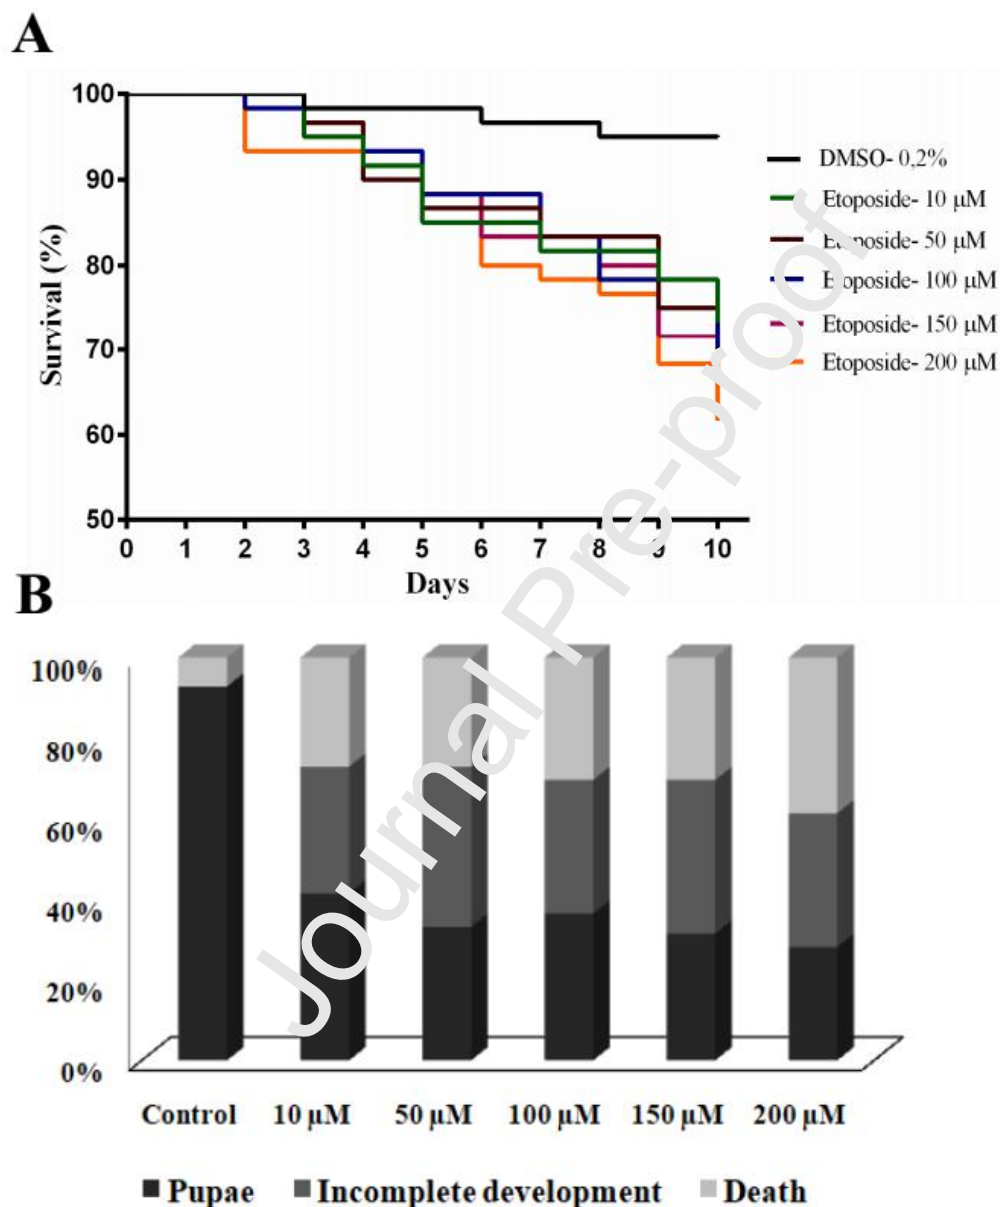 A
100
90
80
70
60
50
Survival (%)
0 1 2 3 4 5 6 7 8 9 10
Days
DMSO- 0,2%
Etoposide- 10 µM
Etoposide- 50 µM
Etoposide- 100 µM
Etoposide- 150 µM
Etoposide- 200 µM
Journal Pre-proof
B
100%
80%
60%
40%
20%
0%
Control 10 µM 50 µM 100 µM 150 µM 200 µM
Pupae Incomplete development Death